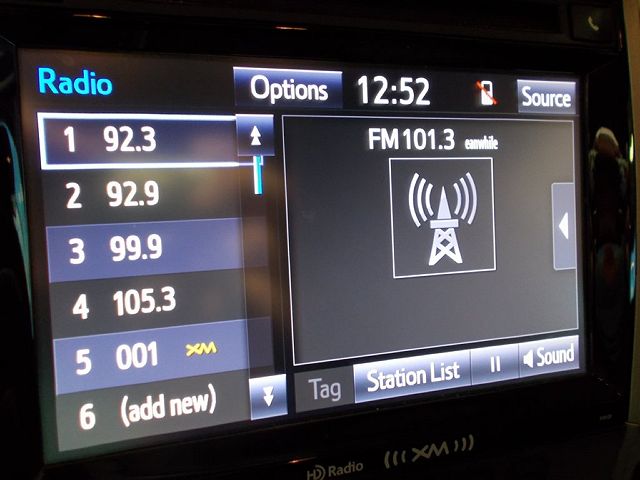 Radio
Options
12:52
Source
1 92.3
2 92.9
3 99.9
4 105.3
5 001 XM
6 (add new)
FM 101.3 eanwhile
Tag
Station List
Sound
HD Radio
XM